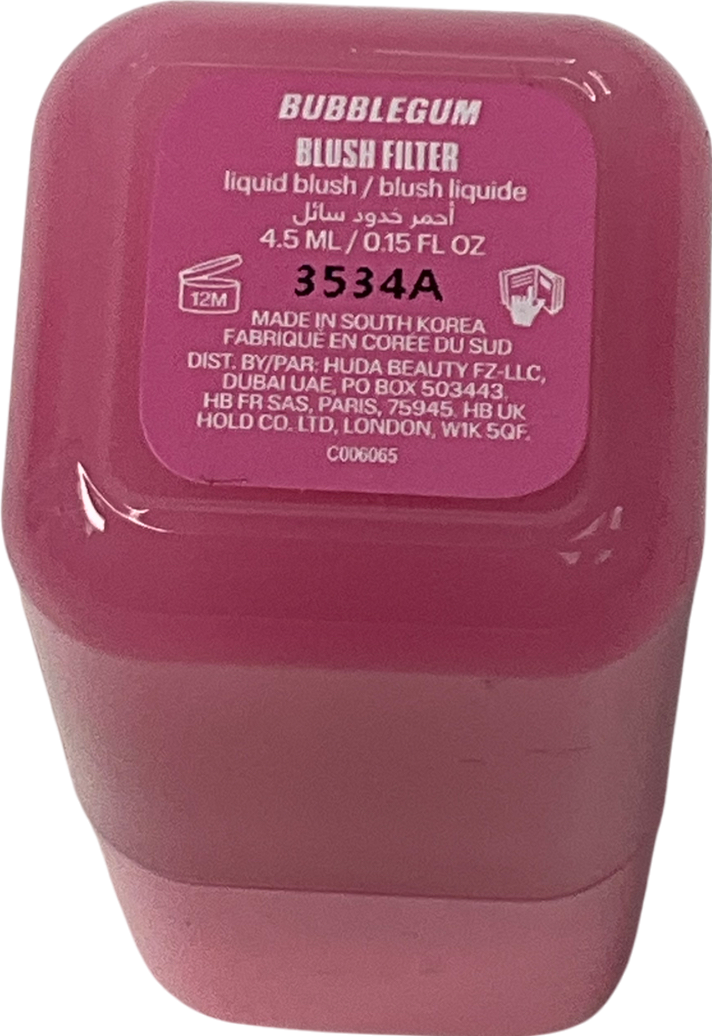 BUBBLEGUM
BLUSH FILTER
liquid blush / blush liquide
أحمر خدود سائل
4.5 ML / 0.15 FL OZ
12M
3534A
MADE IN SOUTH KOREA
FABRIQUÉ EN CORÉE DU SUD
DIST. BY/PAR: HUDA BEAUTY FZ-LLC,
DUBAI UAE, PO BOX 503443.
HB FR SAS, PARIS, 75945. HB UK
HOLD CO. LTD, LONDON, W1K 5QF.
C006065